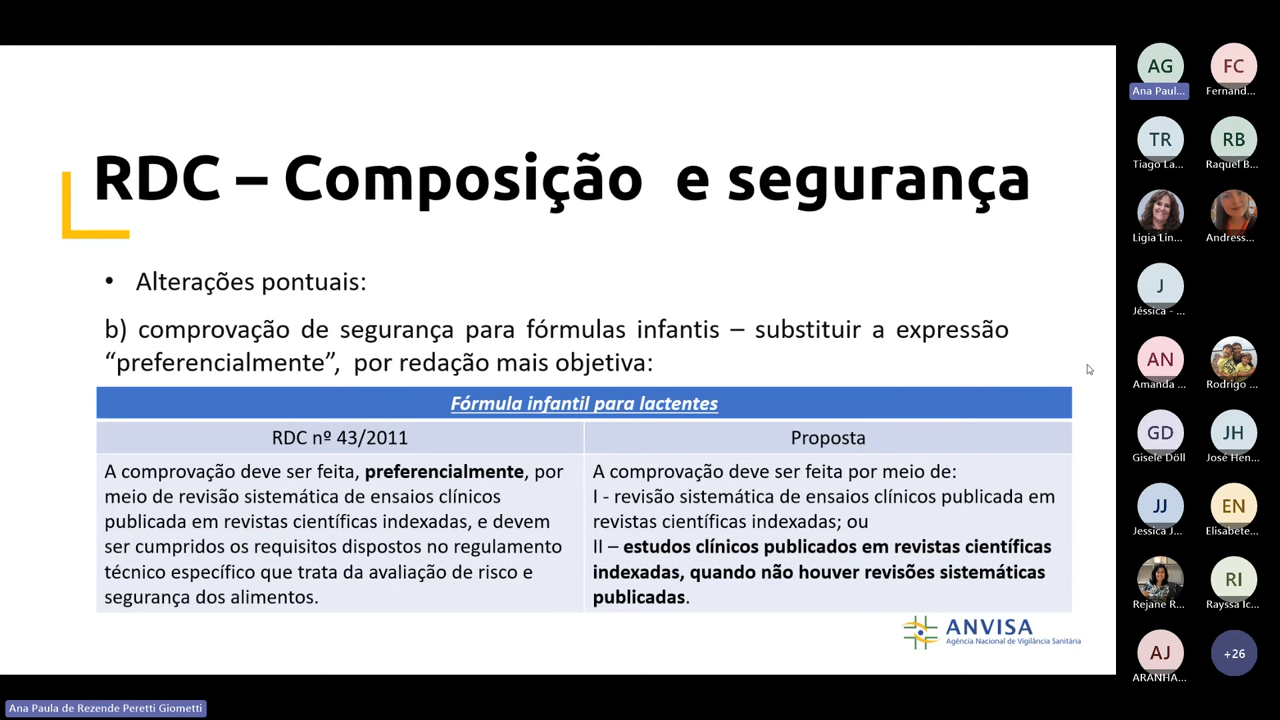 RDC – Composição e segurança
• Alterações pontuais:
b) comprovação de segurança para fórmulas infantis – substituir a expressão
“preferencialmente”, por redação mais objetiva:
Fórmula infantil para lactentes
RDC nº 43/2011
A comprovação deve ser feita, preferencialmente, por
meio de revisão sistemática de ensaios clínicos
publicada em revistas científicas indexadas, e devem
ser cumpridos os requisitos dispostos no regulamento
técnico específico que trata da avaliação de risco e
segurança dos alimentos.
Proposta
A comprovação deve ser feita por meio de:
I - revisão sistemática de ensaios clínicos publicada em
revistas científicas indexadas; ou
II – estudos clínicos publicados em revistas científicas
indexadas, quando não houver revisões sistemáticas
publicadas.
ANVISA
Agência Nacional de Vigilância Sanitária
AG
Ana Paul...
FC
Fernand...
TR
Tiago La...
RB
Raquel B...
Ligia Lin...
Andress...
J
Jéssica - ...
AN
Amanda ...
Rodrigo ...
GD
Gisele Döll
JH
José Hen...
JJ
Jessica J...
EN
Elisabete...
Rejane R...
RI
Rayssa Ic...
AJ
ARANHA...
+26
Ana Paula de Rezende Peretti Giometti